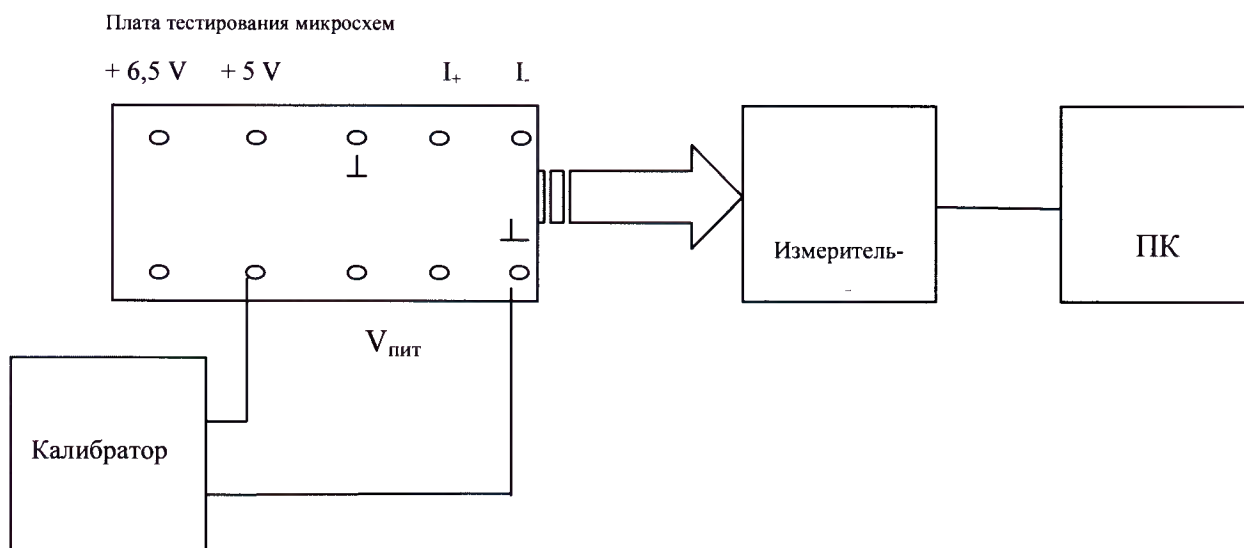 Плата тестирования микросхем
+ 6,5 V + 5 V I₊ I₋
Измеритель-
ПК
Vпит
Калибратор